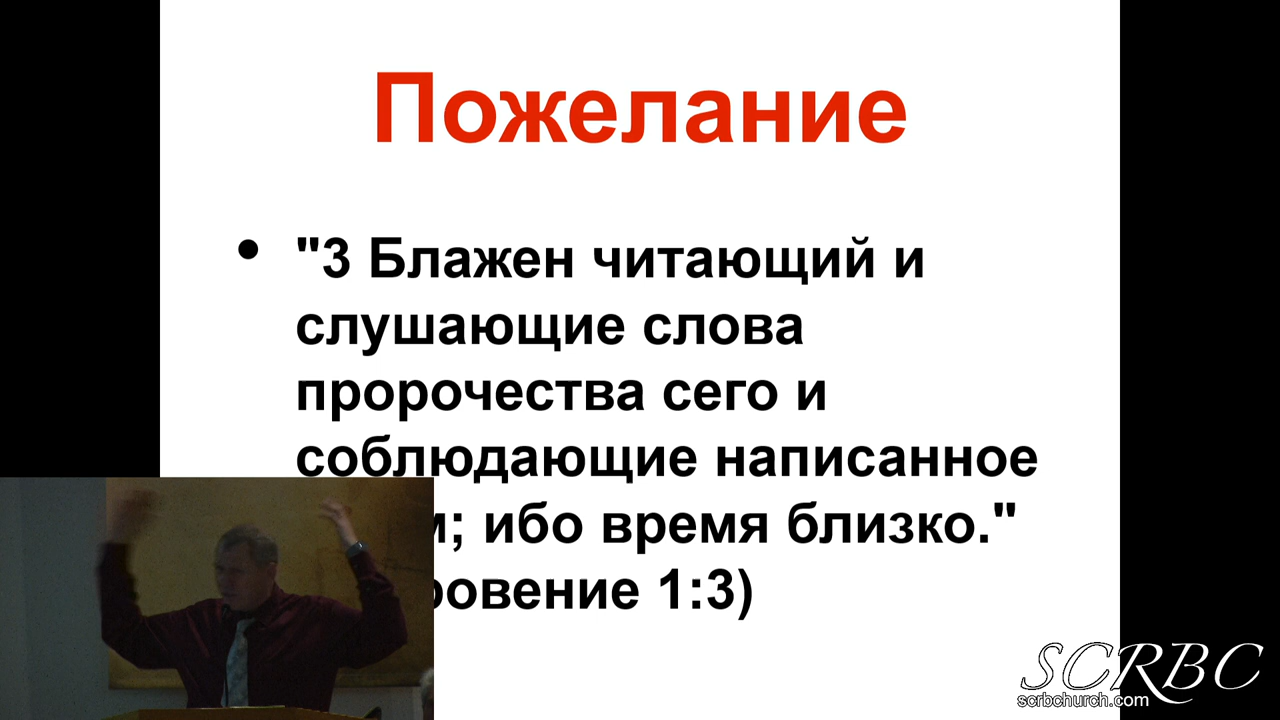 Пожелание
• "3 Блажен читающий и
слушающие слова
пророчества сего и
соблюдающие написанное
ибо время близко."
1:3)
SCRBC
scrbchurch.com